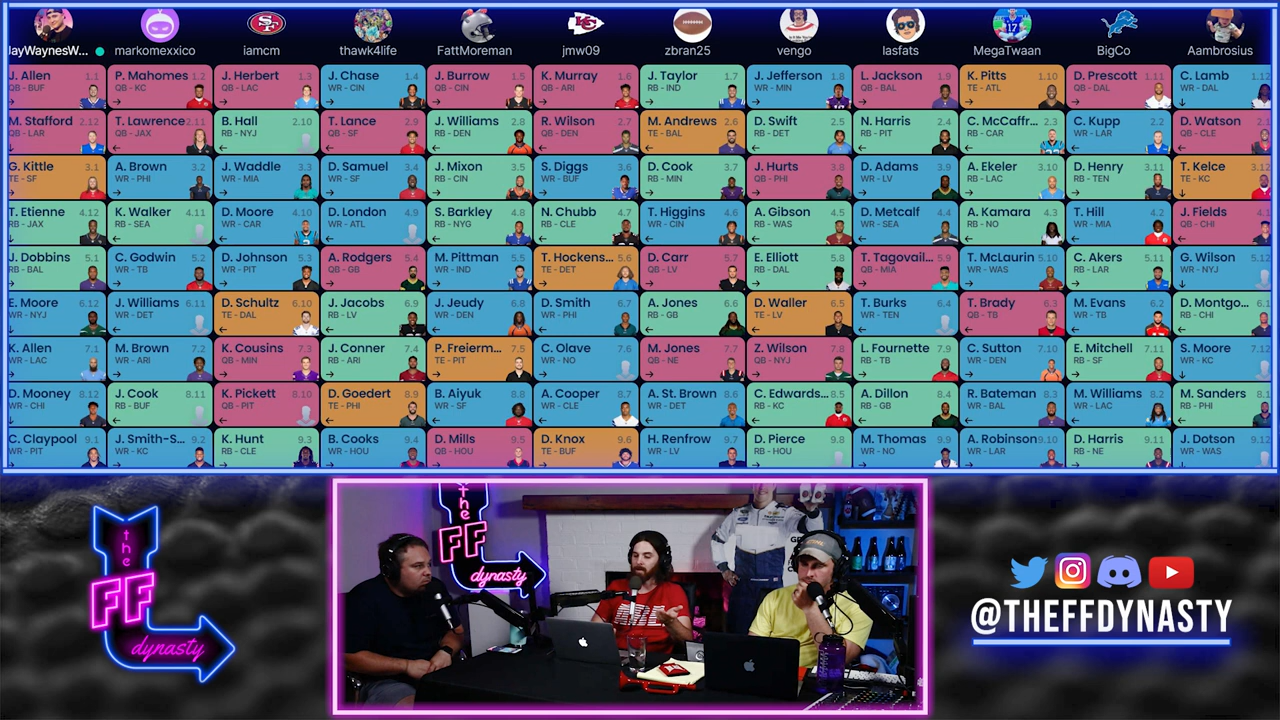 JayWaynesW... markomexxico iamcm thawk4life FattMoreman jmw09 zbran25 vengo lasfats MegaTwaan BigCo Aambrosius
J. Allen 1.1 P. Mahomes 1.2 J. Herbert 1.3 J. Chase 1.4 J. Burrow 1.5 K. Murray 1.6 J. Taylor 1.7 J. Jefferson 1.8 L. Jackson 1.9 K. Pitts 1.10 D. Prescott 1.11 C. Lamb 1.12
QB - BUF QB - KC QB - LAC WR - CIN QB - CIN QB - ARI RB - IND WR - MIN QB - BAL TE - ATL QB - DAL WR - DAL
M. Stafford 2.12 T. Lawrence 2.11 B. Hall 2.10 T. Lance 2.9 J. Williams 2.8 R. Wilson 2.7 M. Andrews 2.6 D. Swift 2.5 N. Harris 2.4 C. McCaffr... 2.3 C. Kupp 2.2 D. Watson 2.1
QB - LAR QB - JAX RB - NYJ QB - SF RB - DEN QB - DEN TE - BAL RB - DET RB - PIT RB - CAR WR - LAR QB - CLE
G. Kittle 3.1 A. Brown 3.2 J. Waddle 3.3 D. Samuel 3.4 J. Mixon 3.5 S. Diggs 3.6 D. Cook 3.7 J. Hurts 3.8 D. Adams 3.9 A. Ekeler 3.10 D. Henry 3.11 T. Kelce 3.12
TE - SF WR - PHI WR - MIA WR - SF RB - CIN WR - BUF RB - MIN QB - PHI WR - LV RB - LAC RB - TEN TE - KC
T. Etienne 4.12 K. Walker 4.11 D. Moore 4.10 D. London 4.9 S. Barkley 4.8 N. Chubb 4.7 T. Higgins 4.6 A. Gibson 4.5 D. Metcalf 4.4 A. Kamara 4.3 T. Hill 4.2 J. Fields 4.1
RB - JAX RB - SEA WR - CAR WR - ATL RB - NYG RB - CLE WR - CIN RB - WAS WR - SEA RB - NO WR - MIA QB - CHI
J. Dobbins 5.1 C. Godwin 5.2 D. Johnson 5.3 A. Rodgers 5.4 M. Pittman 5.5 T. Hockens... 5.6 D. Carr 5.7 E. Elliott 5.8 T. Tagovail... 5.9 T. McLaurin 5.10 C. Akers 5.11 G. Wilson 5.12
RB - BAL WR - TB WR - PIT QB - GB WR - IND TE - DET QB - LV RB - DAL QB - MIA WR - WAS RB - LAR WR - NYJ
E. Moore 6.12 J. Williams 6.11 D. Schultz 6.10 J. Jacobs 6.9 J. Jeudy 6.8 D. Smith 6.7 A. Jones 6.6 D. Waller 6.5 T. Burks 6.4 T. Brady 6.3 M. Evans 6.2 D. Montgo... 6.1
WR - NYJ WR - DET TE - DAL RB - LV WR - DEN WR - PHI RB - GB TE - LV WR - TEN QB - TB WR - TB RB - CHI
K. Allen 7.1 M. Brown 7.2 K. Cousins 7.3 J. Conner 7.4 P. Freierm... 7.5 C. Olave 7.6 M. Jones 7.7 Z. Wilson 7.8 L. Fournette 7.9 C. Sutton 7.10 E. Mitchell 7.11 S. Moore 7.12
WR - LAC WR - ARI QB - MIN RB - ARI TE - PIT WR - NO QB - NE QB - NYJ RB - TB WR - DEN RB - SF WR - KC
D. Mooney 8.12 J. Cook 8.11 K. Pickett 8.10 D. Goedert 8.9 B. Aiyuk 8.8 A. Cooper 8.7 A. St. Brown 8.6 C. Edwards... 8.5 A. Dillon 8.4 R. Bateman 8.3 M. Williams 8.2 M. Sanders 8.1
WR - CHI RB - BUF QB - PIT TE - PHI WR - SF WR - CLE WR - DET RB - KC RB - GB WR - BAL WR - LAC RB - PHI
C. Claypool 9.1 J. Smith-S... 9.2 K. Hunt 9.3 B. Cooks 9.4 D. Mills 9.5 D. Knox 9.6 H. Renfrow 9.7 D. Pierce 9.8 M. Thomas 9.9 A. Robinson 9.10 D. Harris 9.11 J. Dotson 9.12
WR - PIT WR - KC RB - CLE WR - HOU QB - HOU TE - BUF WR - LV RB - HOU WR - NO WR - LAR RB - NE WR - WAS
the
FF
dynasty
the
FF
dynasty
@THEFFDYNASTY